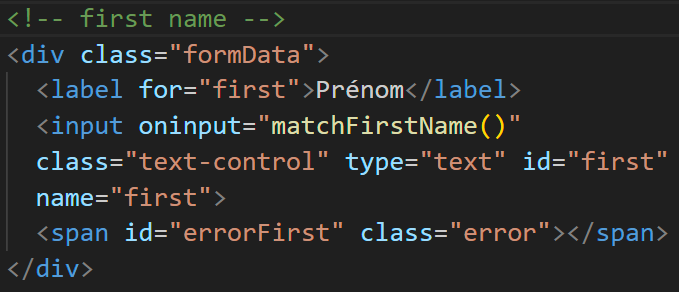 <!-- first name -->
<div class="formData">
<label for="first">Prénom</label>
<input oninput="matchFirstName()"
class="text-control" type="text" id="first"
name="first">
<span id="errorFirst" class="error"></span>
</div>